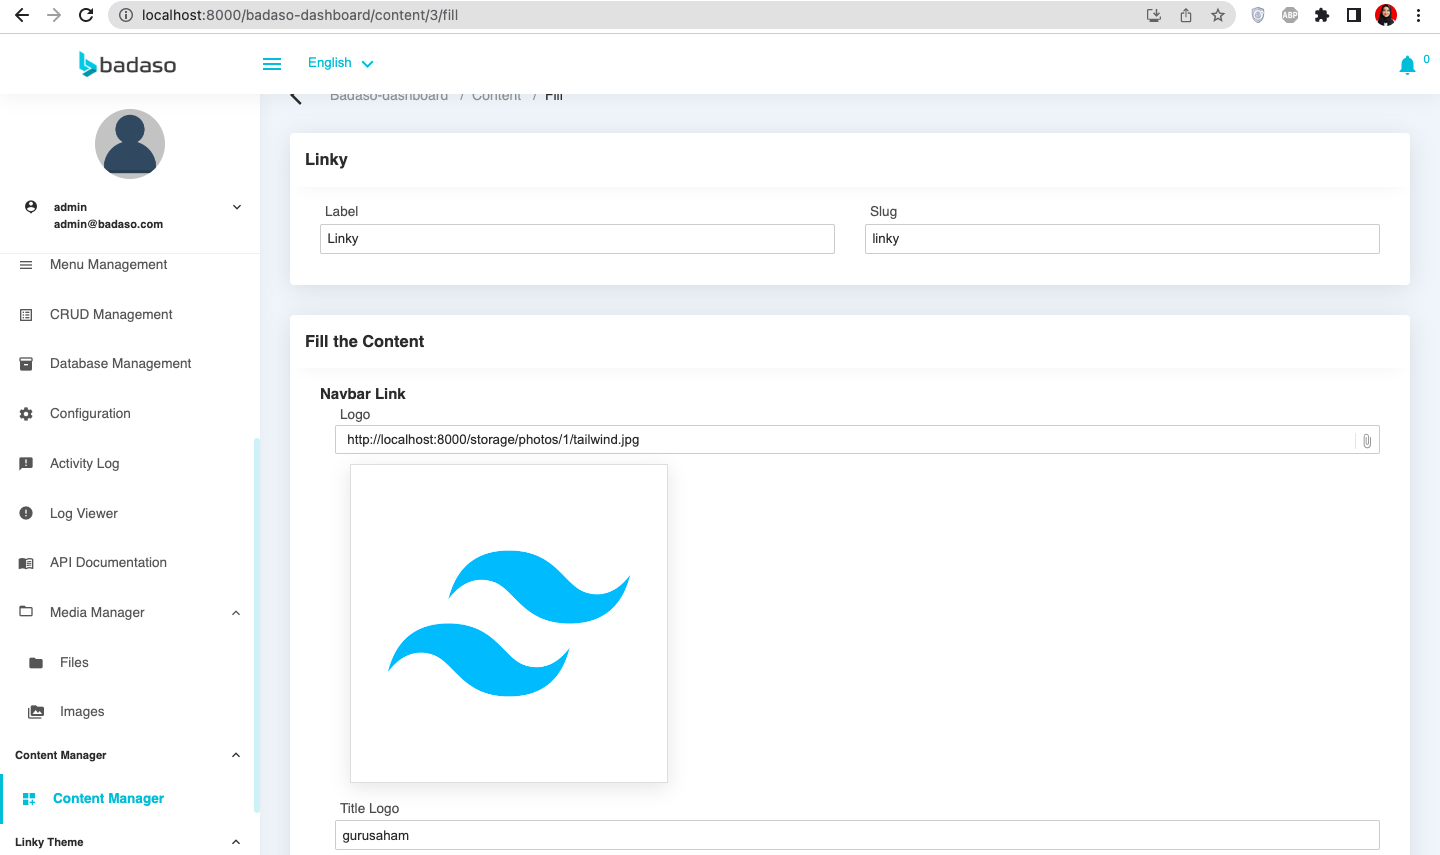 localhost:8000/badaso-dashboard/content/3/fill
ABP
badaso
English
0
Badaso-dashboard / Content / Fill
admin
admin@badaso.com
Menu Management
CRUD Management
Database Management
Configuration
Activity Log
Log Viewer
API Documentation
Media Manager
Files
Images
Content Manager
Content Manager
Linky Theme
Linky
Label
Linky
Slug
linky
Fill the Content
Navbar Link
Logo
http://localhost:8000/storage/photos/1/tailwind.jpg
Title Logo
gurusaham